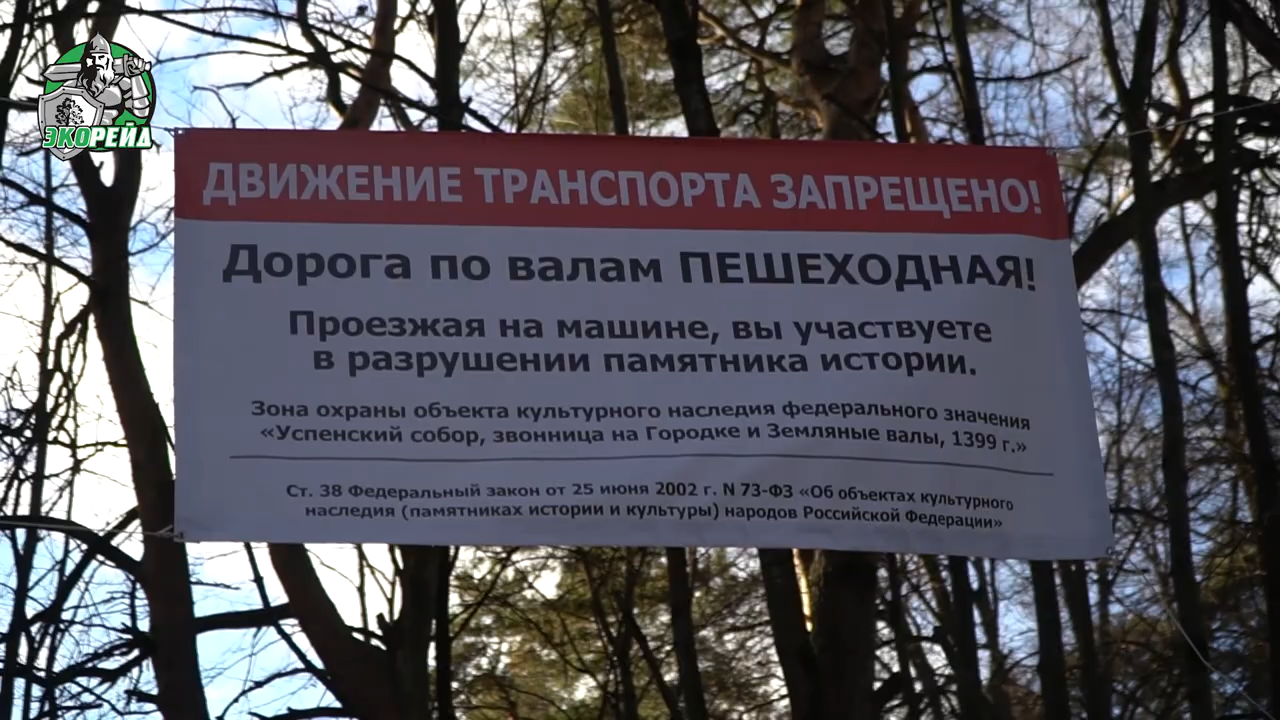 ЭКОРЕЙД
ДВИЖЕНИЕ ТРАНСПОРТА ЗАПРЕЩЕНО!
Дорога по валам ПЕШЕХОДНАЯ!
Проезжая на машине, вы участвуете
в разрушении памятника истории.
Зона охраны объекта культурного наследия федерального значения
«Успенский собор, звонница на Городке и Земляные валы, 1399 г.»
Ст. 38 Федеральный закон от 25 июня 2002 г. N 73-ФЗ «Об объектах культурного
наследия (памятниках истории и культуры) народов Российской Федерации»